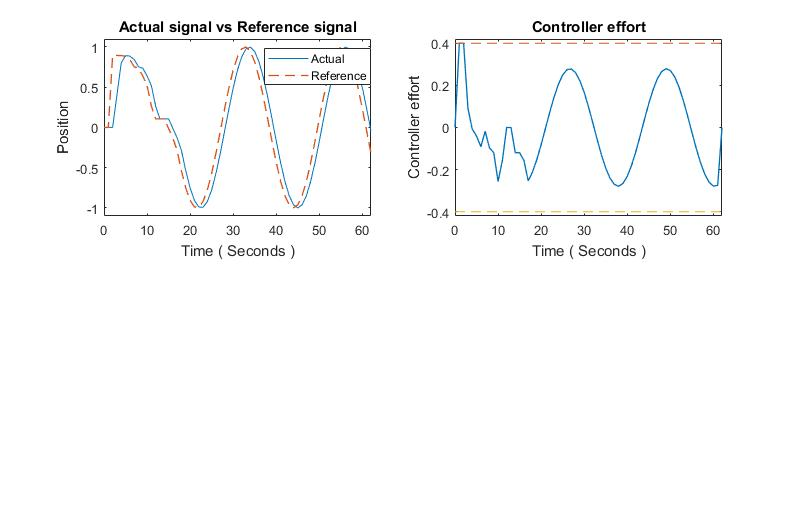 Actual signal vs Reference signal
1
0.5
0
-0.5
-1
Position
Actual
Reference
0 10 20 30 40 50 60
Time ( Seconds )
Controller effort
0.4
0.2
0
-0.2
-0.4
Controller effort
0 10 20 30 40 50 60
Time ( Seconds )